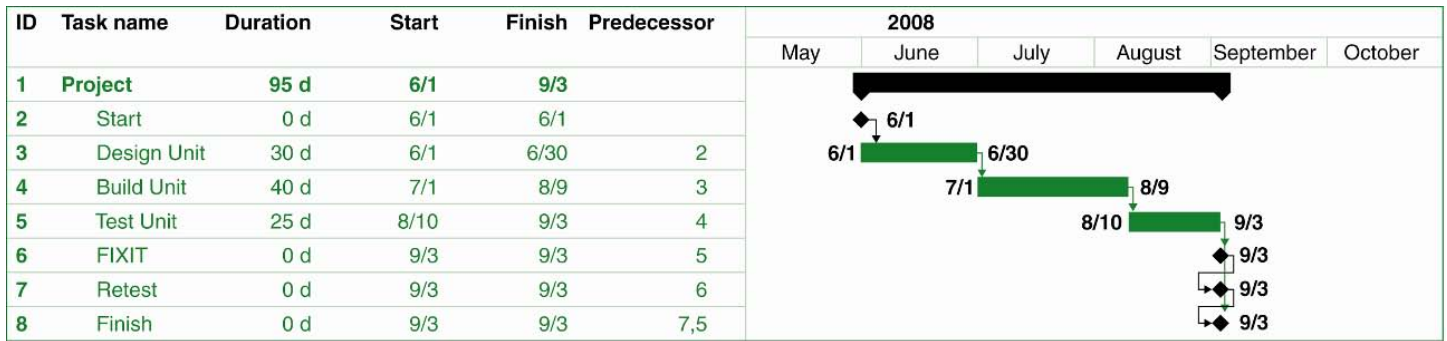 ID Task name Duration Start Finish Predecessor 2008
May June July August September October
1 Project 95 d 6/1 9/3
2 Start 0 d 6/1 6/1 6/1
3 Design Unit 30 d 6/1 6/30 2 6/1 6/30
4 Build Unit 40 d 7/1 8/9 3 7/1 8/9
5 Test Unit 25 d 8/10 9/3 4 8/10 9/3
6 FIXIT 0 d 9/3 9/3 5 9/3
7 Retest 0 d 9/3 9/3 6 9/3
8 Finish 0 d 9/3 9/3 7,5 9/3